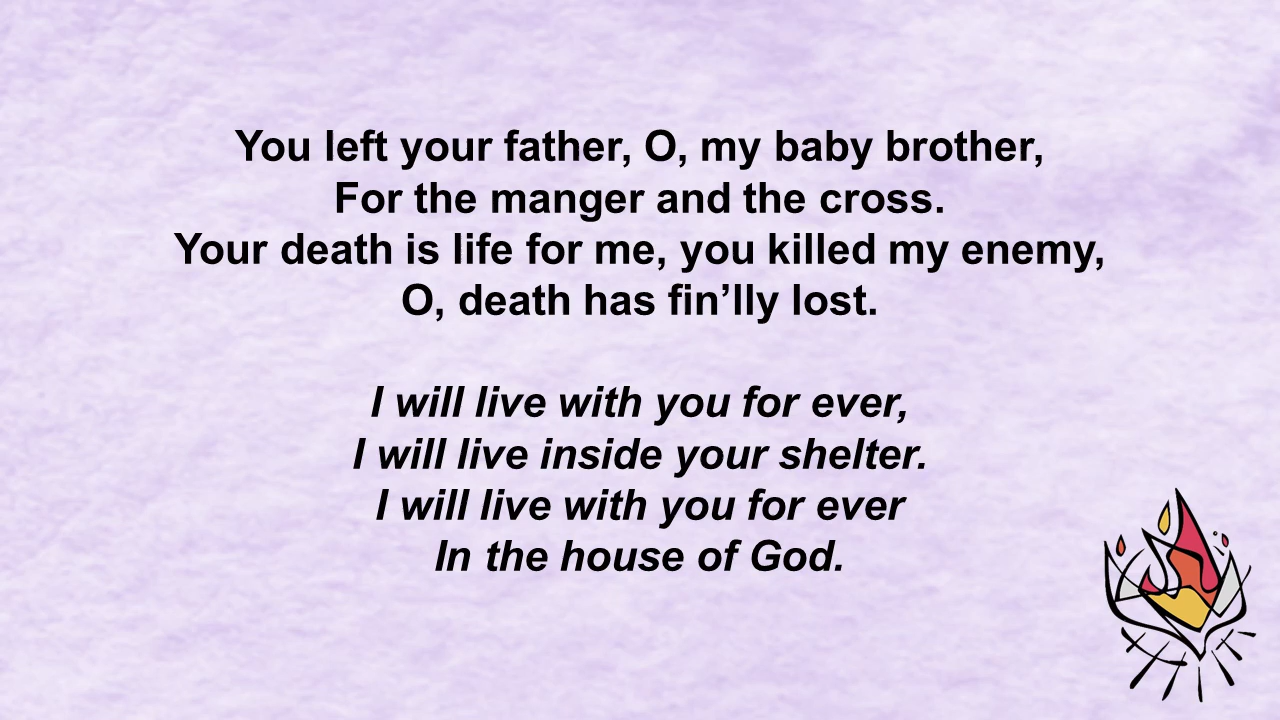 You left your father, O, my baby brother,
For the manger and the cross.
Your death is life for me, you killed my enemy,
O, death has fin’lly lost.

I will live with you for ever,
I will live inside your shelter.
I will live with you for ever
In the house of God.